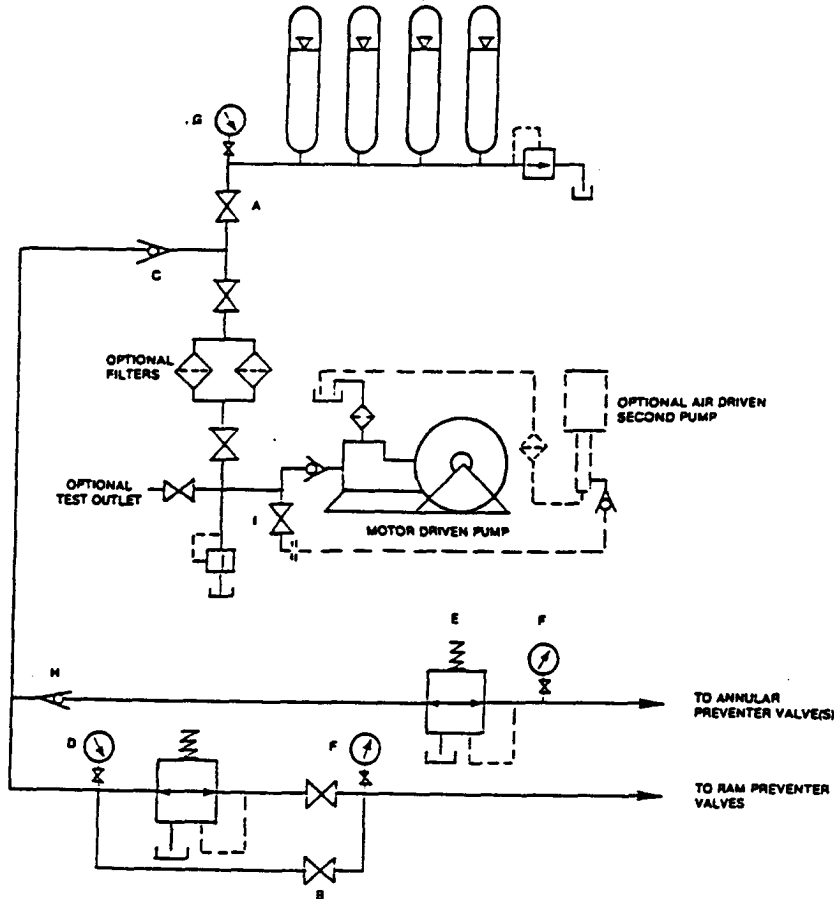 .G
A
C
OPTIONAL
FILTERS
OPTIONAL AIR DRIVEN
SECOND PUMP
OPTIONAL
TEST OUTLET
I
MOTOR DRIVEN PUMP
E
F
H
TO ANNULAR
PREVENTER VALVE(S)
D
F
TO RAM PREVENTER
VALVES
B